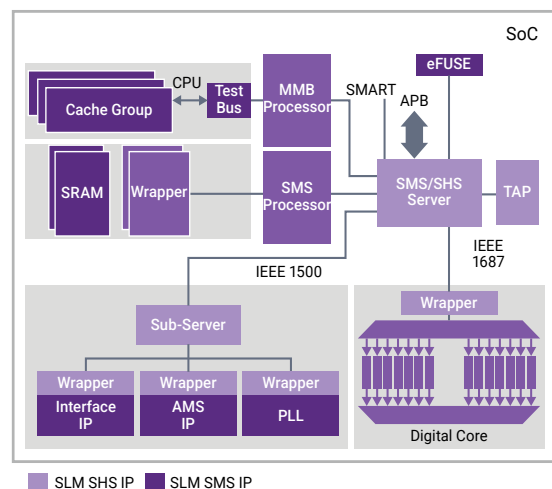 SoC
eFUSE
CPU
Cache Group
Test
Bus
MMB
Processor
SMART
APB
SRAM
Wrapper
SMS
Processor
SMS/SHS
Server
TAP
IEEE 1500
IEEE
1687
Sub-Server
Wrapper
Wrapper
Interface
IP
Wrapper
AMS
IP
Wrapper
PLL
Digital Core
SLM SHS IP
SLM SMS IP